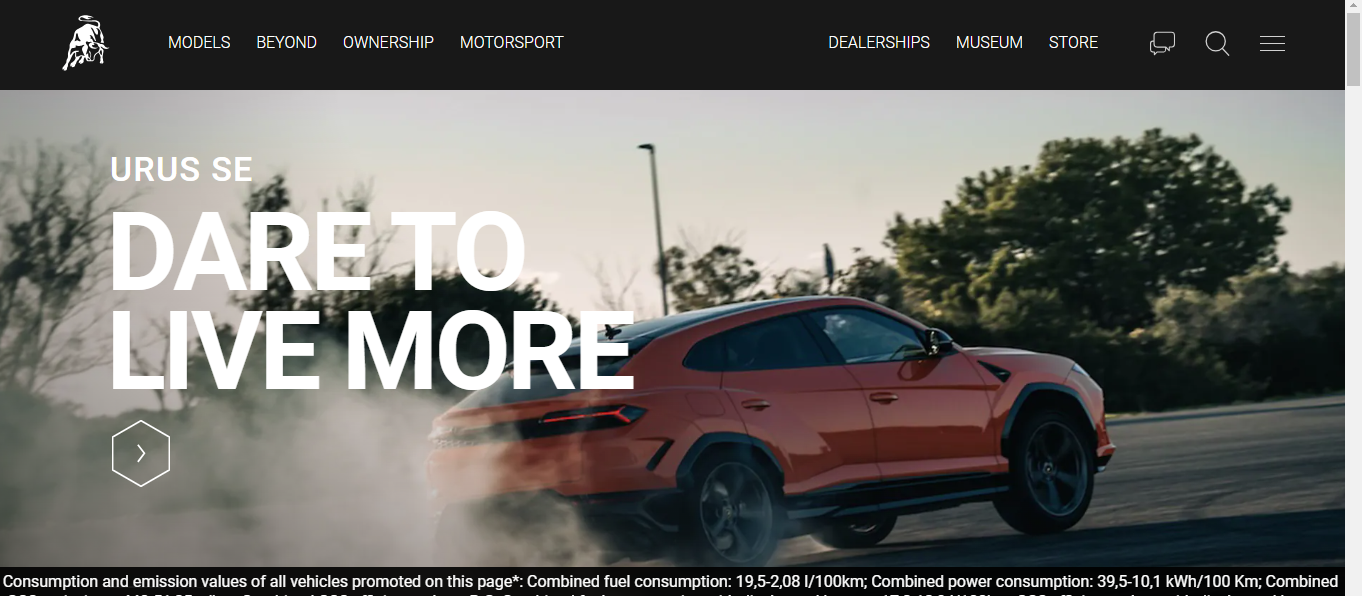 MODELS BEYOND OWNERSHIP MOTORSPORT DEALERSHIPS MUSEUM STORE
URUS SE
DARE TO
LIVE MORE
Consumption and emission values of all vehicles promoted on this page*: Combined fuel consumption: 19,5-2,08 l/100km; Combined power consumption: 39,5-10,1 kWh/100 Km; Combined